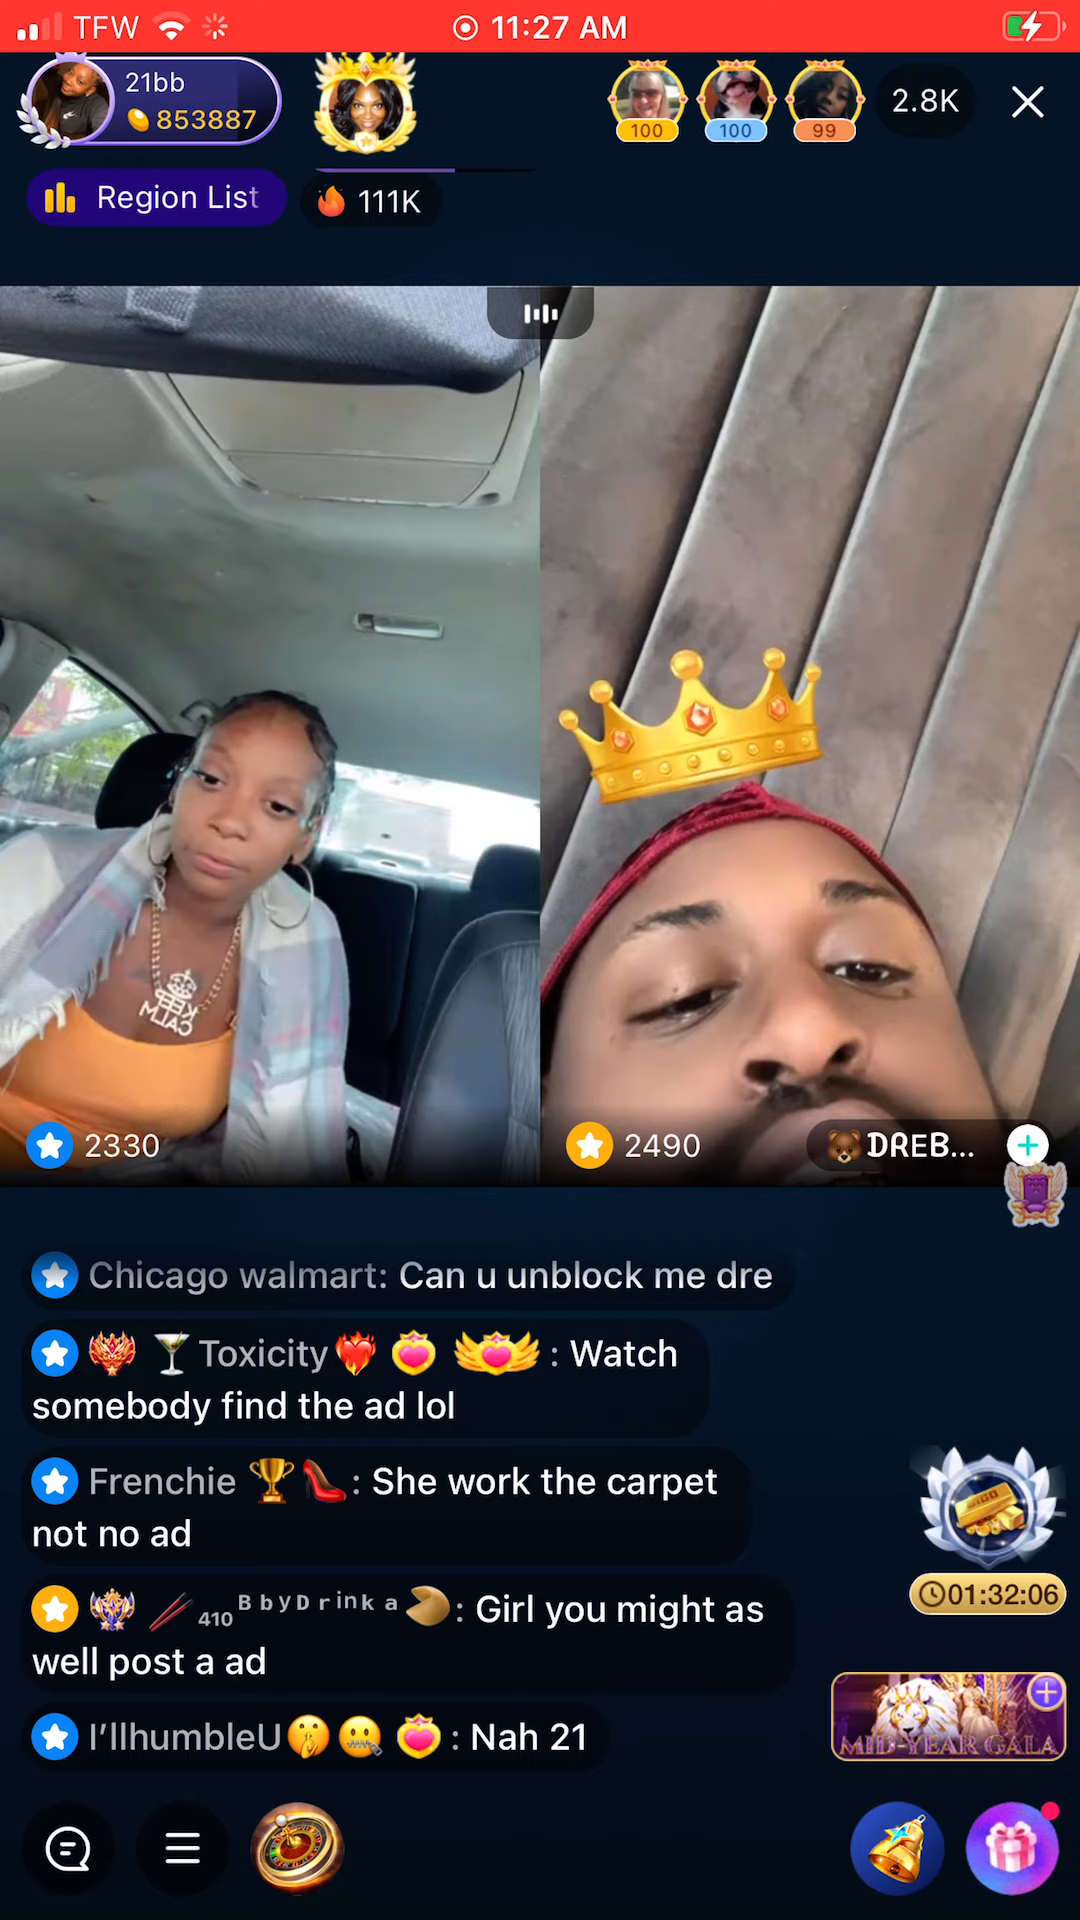 TFW 11:27 AM
21bb
853887
100 100 99 2.8K
Region List 111K
KEEP
CALM
2330 2490 DREB...
Chicago walmart: Can u unblock me dre
Toxicity : Watch
somebody find the ad lol
Frenchie : She work the carpet
not no ad
410 BbyDrinka : Girl you might as
well post a ad
01:32:06
I'llhumbleU : Nah 21
MID-YEAR GALA